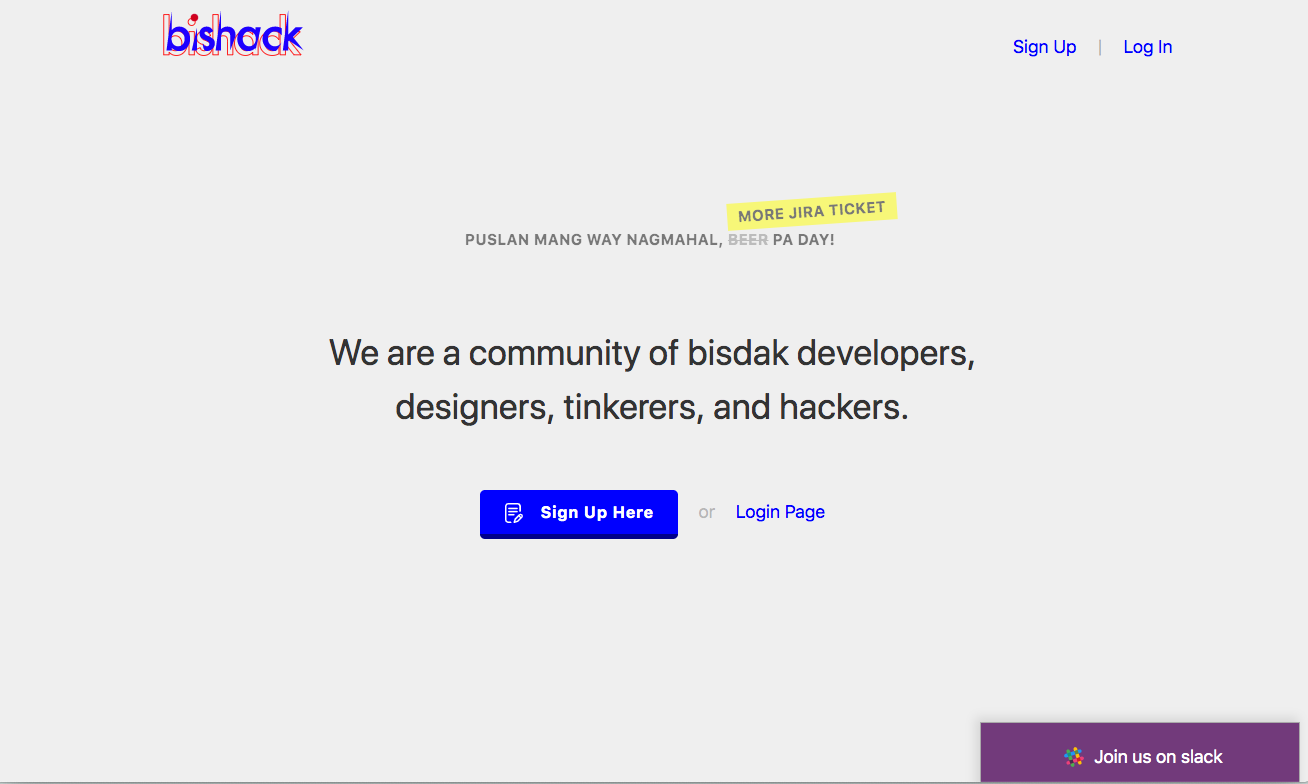 bishack
Sign Up | Log In
MORE JIRA TICKET
PUSLAN MANG WAY NAGMAHAL, BEER PA DAY!
We are a community of bisdak developers,
designers, tinkerers, and hackers.
Sign Up Here or Login Page
Join us on slack